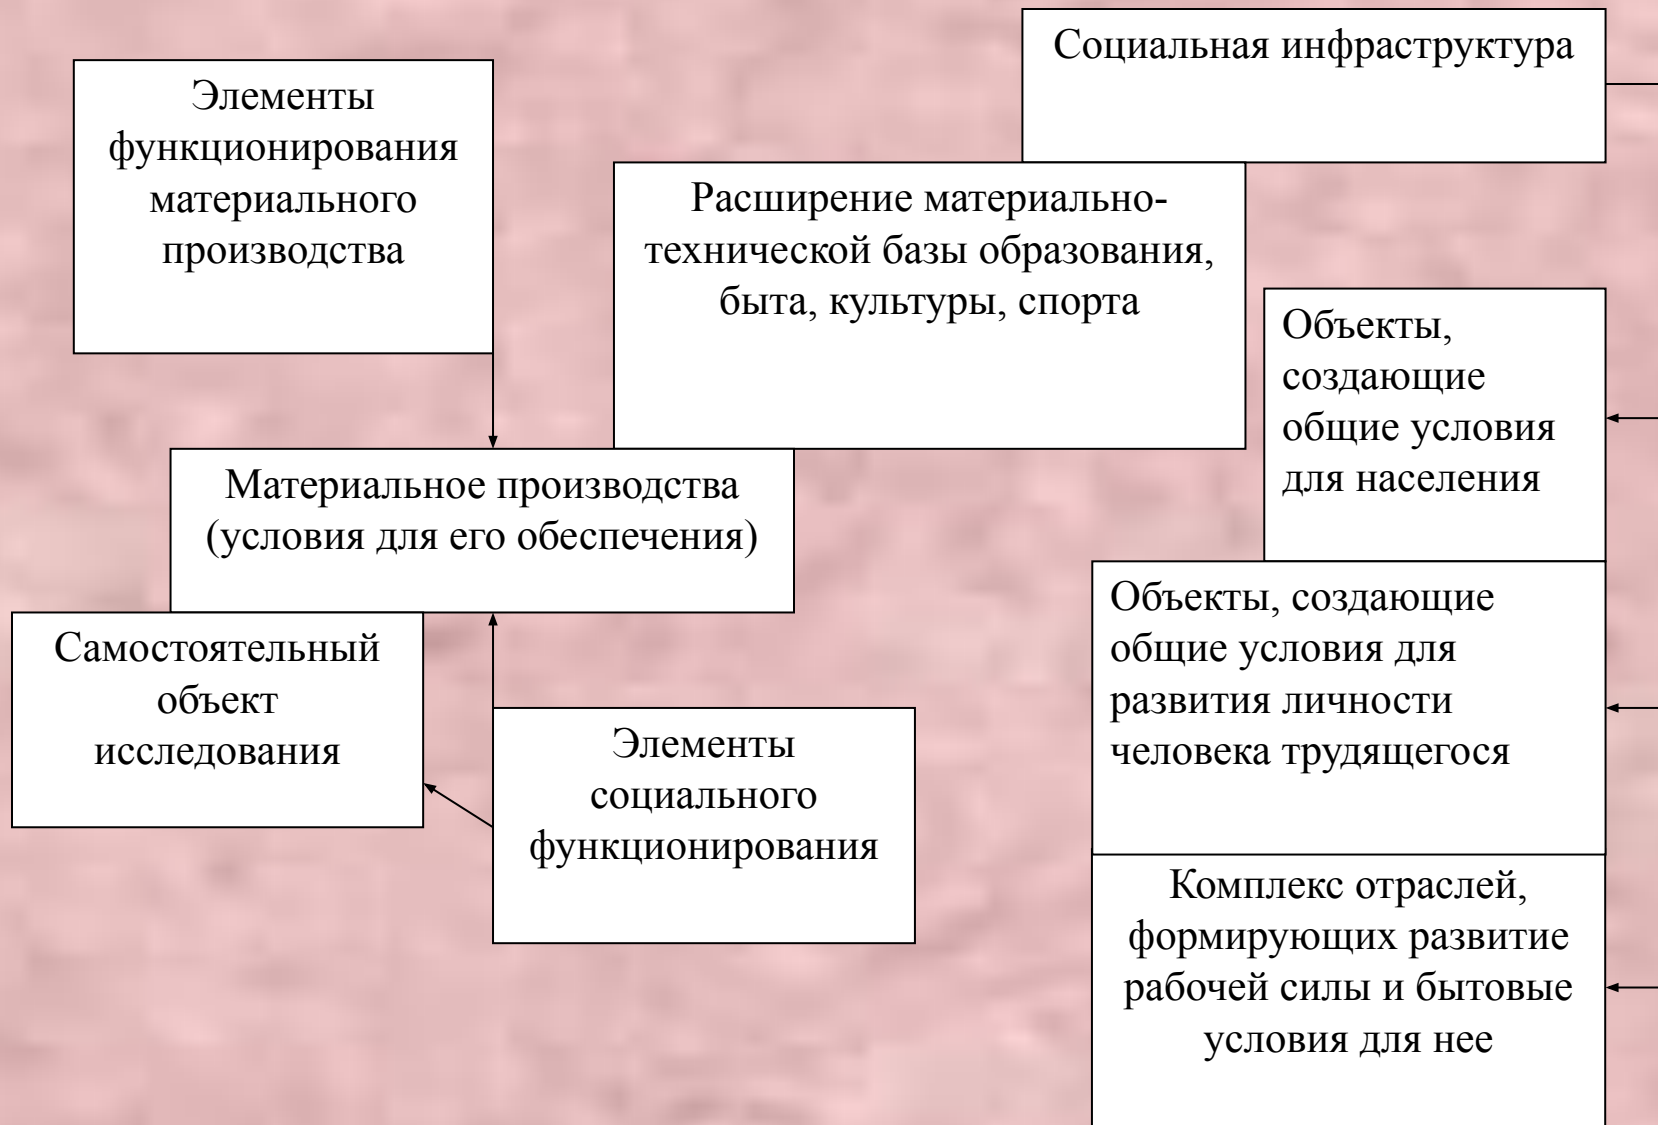 Социальная инфраструктура
Элементы
функционирования
материального
производства
Расширение материально-
технической базы образования,
быта, культуры, спорта
Объекты,
создающие
общие условия
для населения
Материальное производства
(условия для его обеспечения)
Объекты, создающие
общие условия для
развития личности
человека трудящегося
Самостоятельный
объект
исследования
Элементы
социального
функционирования
Комплекс отраслей,
формирующих развитие
рабочей силы и бытовые
условия для нее